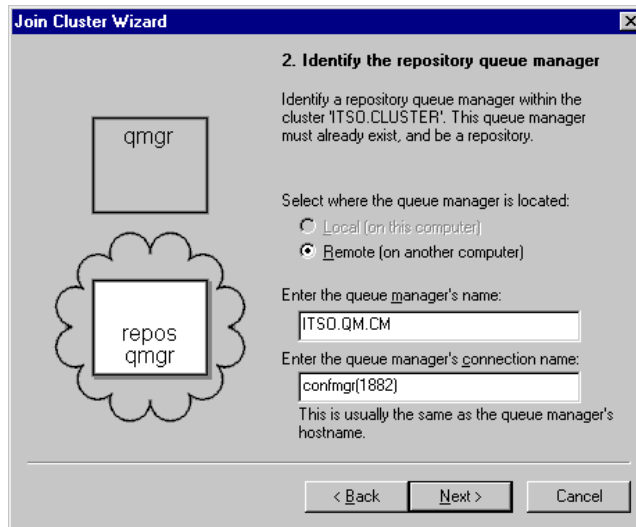 Join Cluster Wizard
qmgr
repos
qmgr
2. Identify the repository queue manager
Identify a repository queue manager within the
cluster 'ITSO.CLUSTER'. This queue manager
must already exist, and be a repository.
Select where the queue manager is located:
Local (on this computer)
Remote (on another computer)
Enter the queue manager's name:
ITSO.QM.CM
Enter the queue manager's connection name:
confmgr(1882)
This is usually the same as the queue manager's
hostname.
< Back
Next >
Cancel